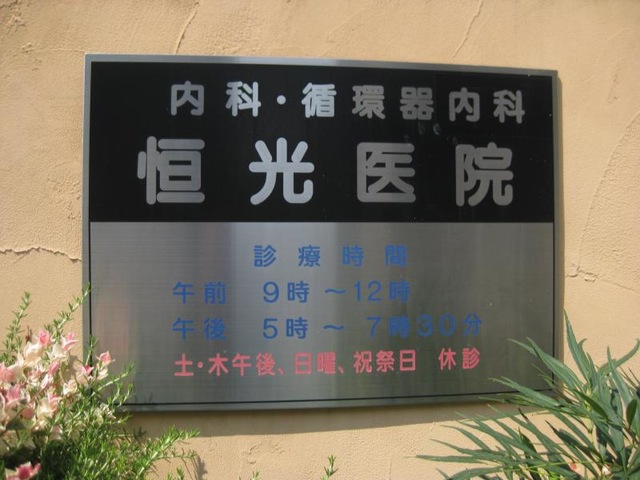 内科・循環器内科
恒光医院
診療時間
午前 9時～12時
午後 5時～ 7時30分
土・木午後、日曜、祝祭日 休診